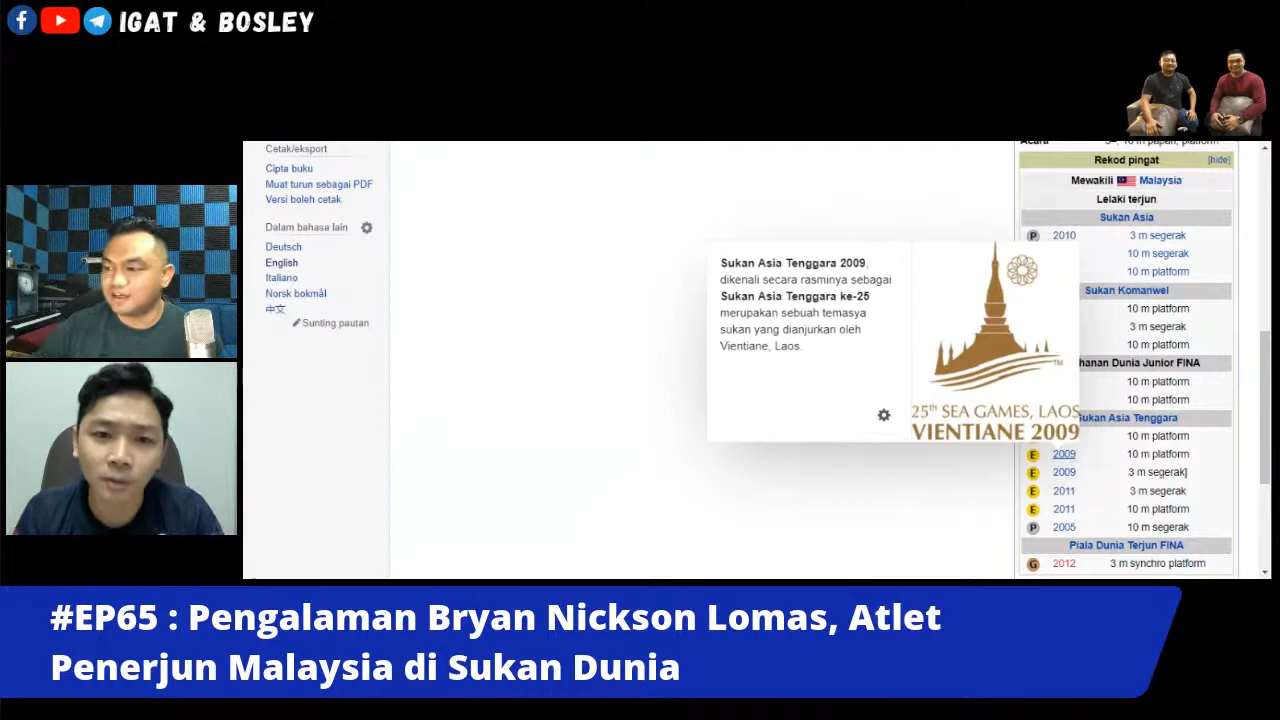 IGAT & BOSLEY
Cetak/eksport
Cipta buku
Muat turun sebagai PDF
Versi boleh cetak
Dalam bahasa lain
Deutsch
English
Italiano
Norsk bokmål
中文
Sunting pautan
Sukan Asia Tenggara 2009,
dikenali secara rasminya sebagai
Sukan Asia Tenggara ke-25
merupakan sebuah temasya
sukan yang dianjurkan oleh
Vientiane, Laos.
TM
25th SEA GAMES, LAOS
VIENTIANE 2009
Rekod pingat [hide]
Mewakili Malaysia
Lelaki terjun
Sukan Asia
P 2010 3 m segerak
10 m segerak
10 m platform
Sukan Komanwel
10 m platform
3 m segerak
10 m platform
Dunia Junior FINA
10 m platform
10 m platform
Sukan Asia Tenggara
10 m platform
E 2009 10 m platform
E 2009 3 m segerak]
E 2011 3 m segerak
E 2011 10 m platform
P 2005 10 m segerak
Piala Dunia Terjun FINA
G 2012 3 m synchro platform
#EP65 : Pengalaman Bryan Nickson Lomas, Atlet
Penerjun Malaysia di Sukan Dunia